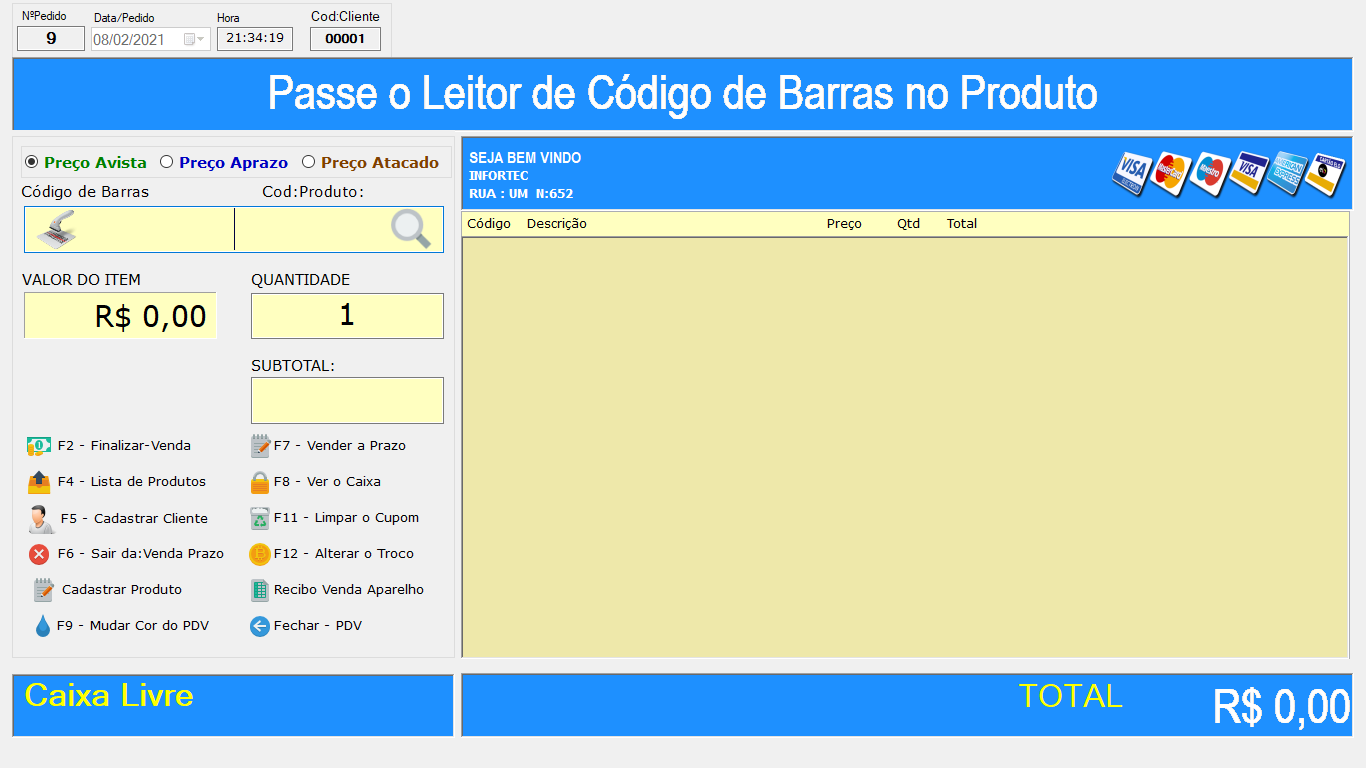 NºPedido Data/Pedido Hora Cod:Cliente
9 08/02/2021 21:34:19 00001
Passe o Leitor de Código de Barras no Produto
Preço Avista Preço Aprazo Preço Atacado
Código de Barras Cod:Produto:
VALOR DO ITEM QUANTIDADE
R$ 0,00 1
SUBTOTAL:
F2 - Finalizar-Venda F7 - Vender a Prazo
F4 - Lista de Produtos F8 - Ver o Caixa
F5 - Cadastrar Cliente F11 - Limpar o Cupom
F6 - Sair da:Venda Prazo F12 - Alterar o Troco
Cadastrar Produto Recibo Venda Aparelho
F9 - Mudar Cor do PDV Fechar - PDV
SEJA BEM VINDO
INFORTEC
RUA : UM N:652
VISA MasterCard Maestro VISA AMERICAN EXPRESS
Código Descrição Preço Qtd Total
Caixa Livre
TOTAL R$ 0,00